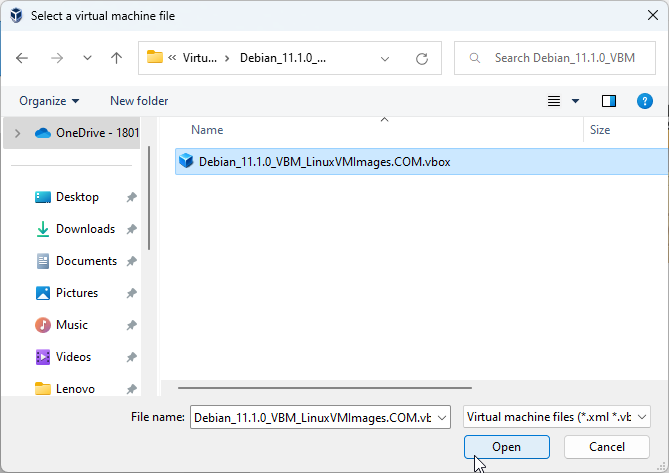 Select a virtual machine file
« Virtu... > Debian_11.1.0_...
Search Debian_11.1.0_VBM
Organize
New folder
?
OneDrive - 1801
Name
Size
Debian_11.1.0_VBM_LinuxVMImages.COM.vbox
Desktop
Downloads
Documents
Pictures
Music
Videos
Lenovo
File name:
Debian_11.1.0_VBM_LinuxVMImages.COM.vb
Virtual machine files (*.xml *.vb
Open
Cancel